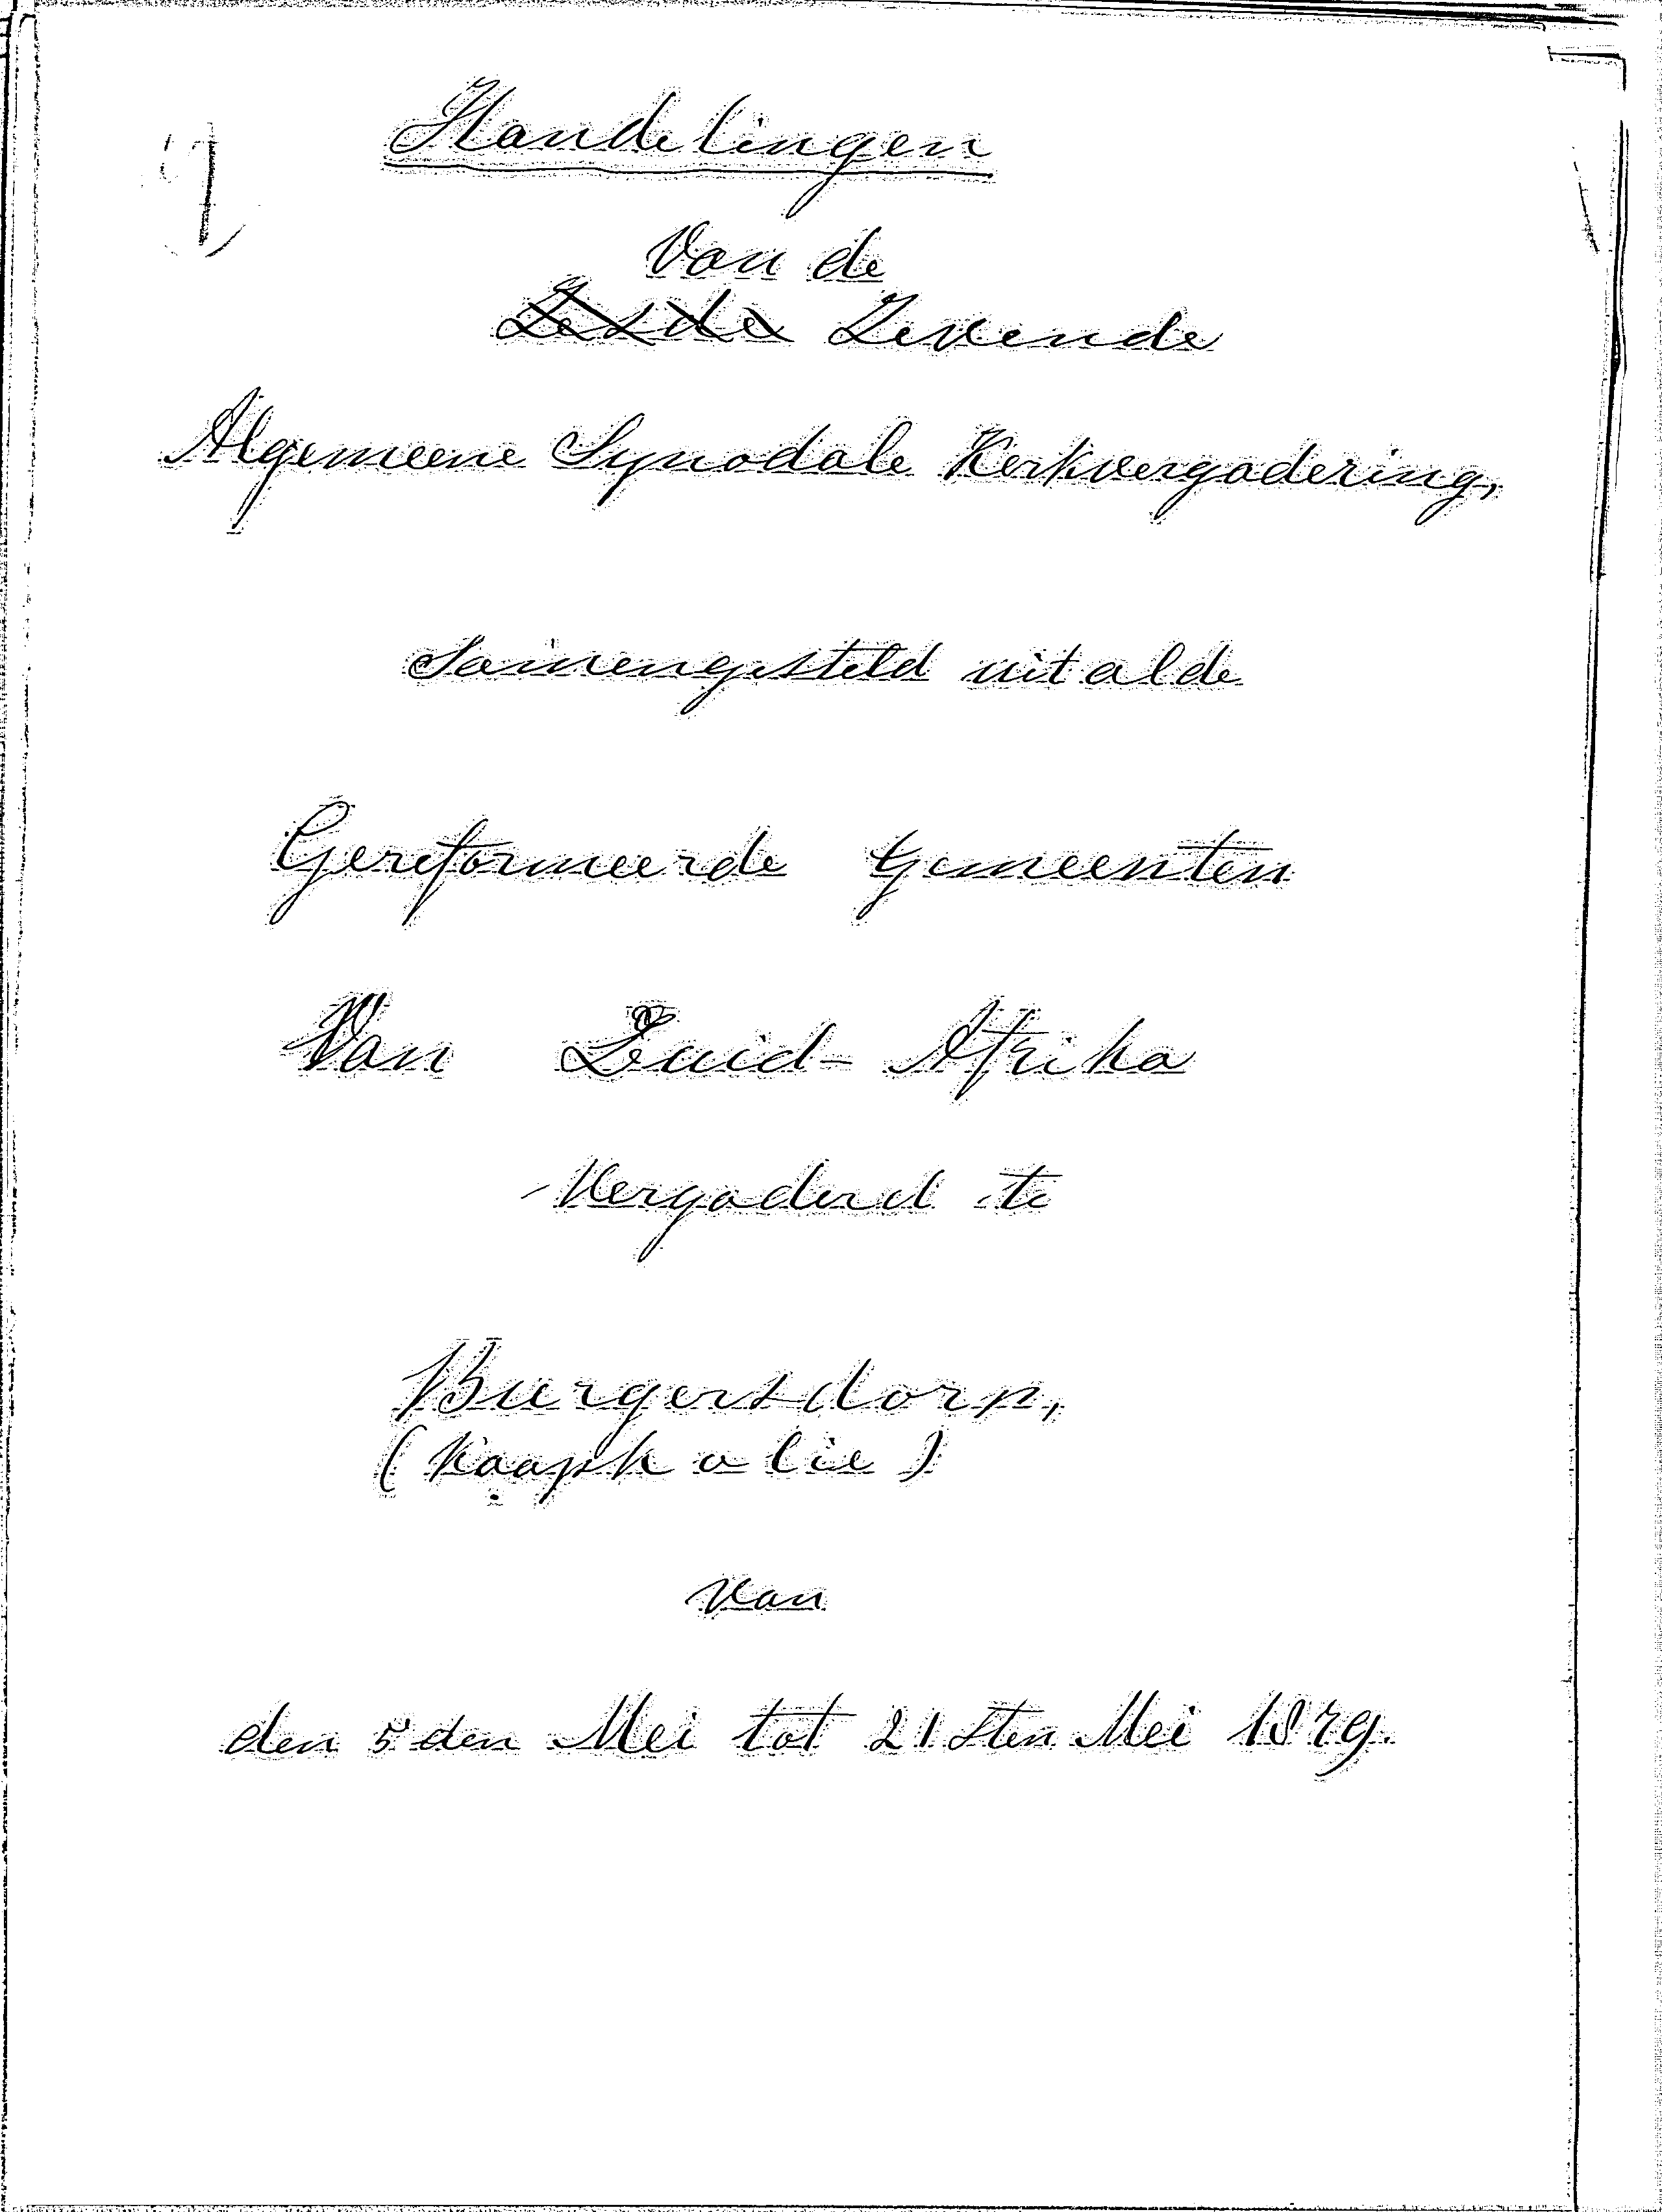 Handelingen
Van de
Zesde Zevende
Algemeene Synodale Kerkvergadering,
Samengesteld uit al de
Gereformeerde Gemeenten
Van Zuid-Afrika
Vergaderd te
Burgersdorp,
(Kaapkolie)
van
den 5den Mei tot 21sten Mei 1879.